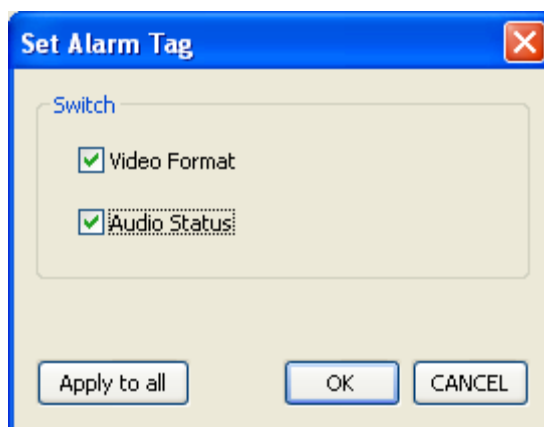 Set Alarm Tag
Switch
Video Format
Audio Status
Apply to all OK CANCEL